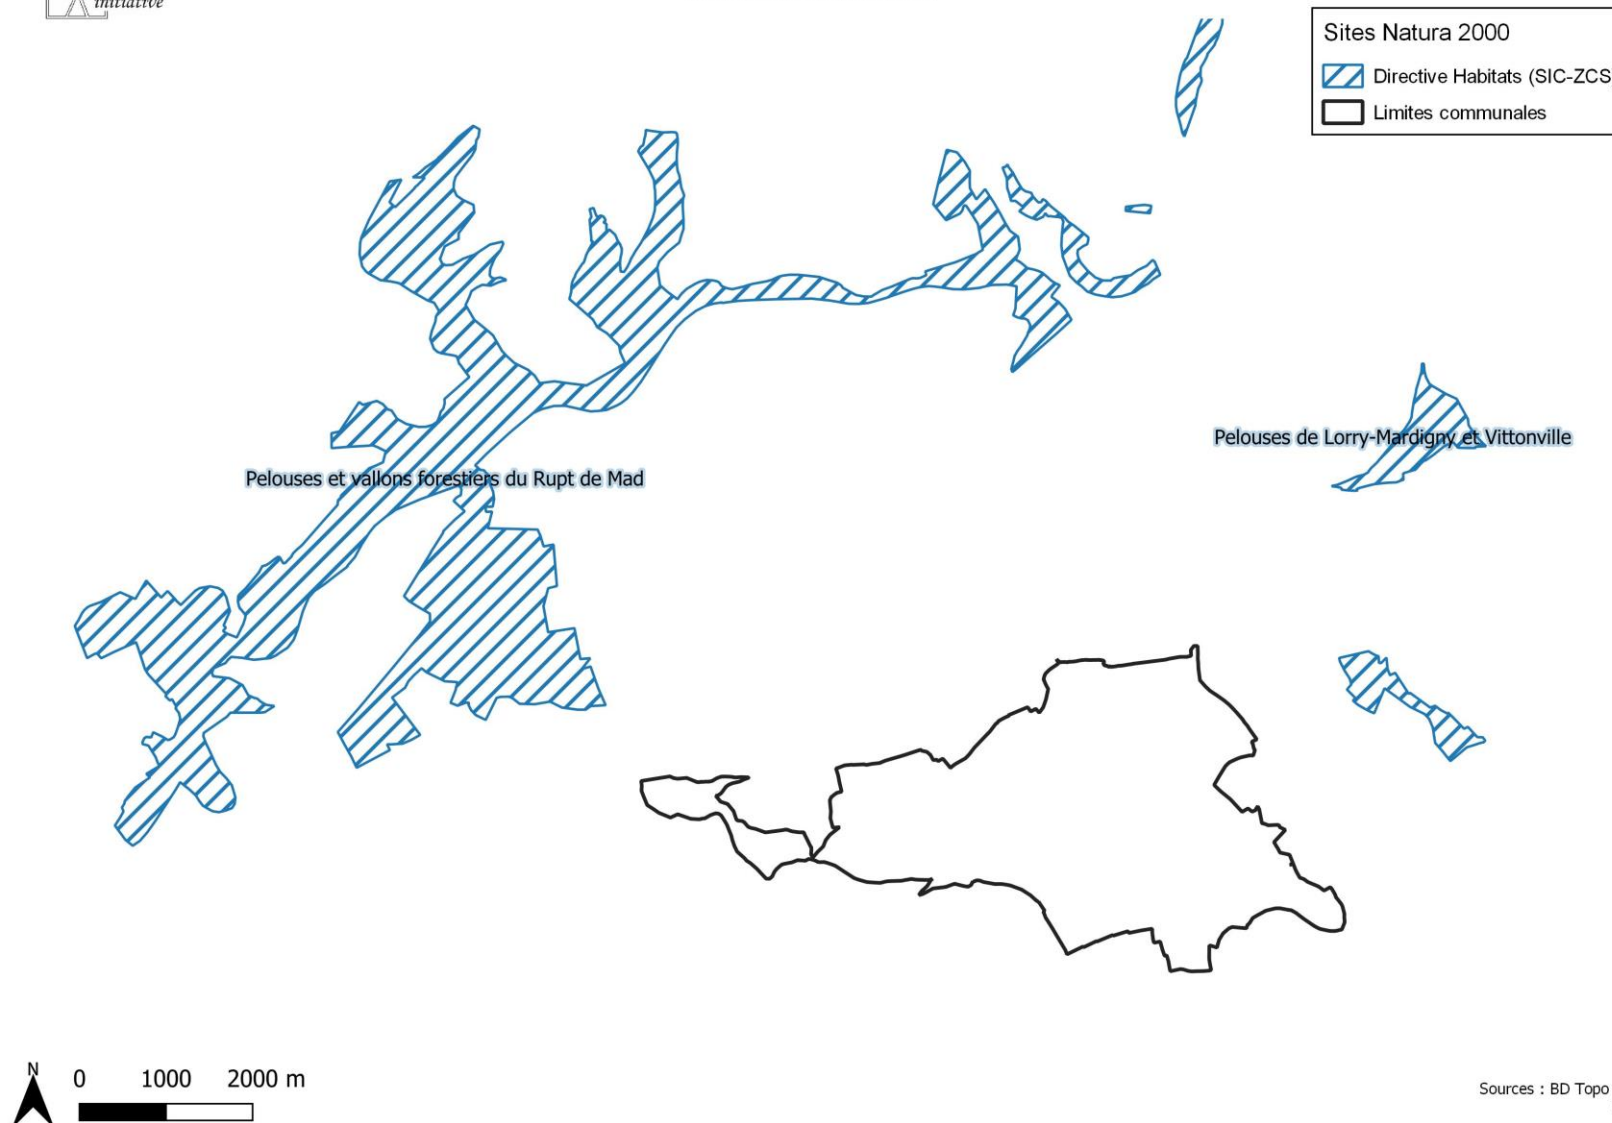 initiative
Sites Natura 2000
Directive Habitats (SIC-ZCS
Limites communales
Pelouses de Lorry-Mardigny et Vittonville
Pelouses et vallons forestiers du Rupt de Mad
N
0 1000 2000 m
Sources : BD Topo